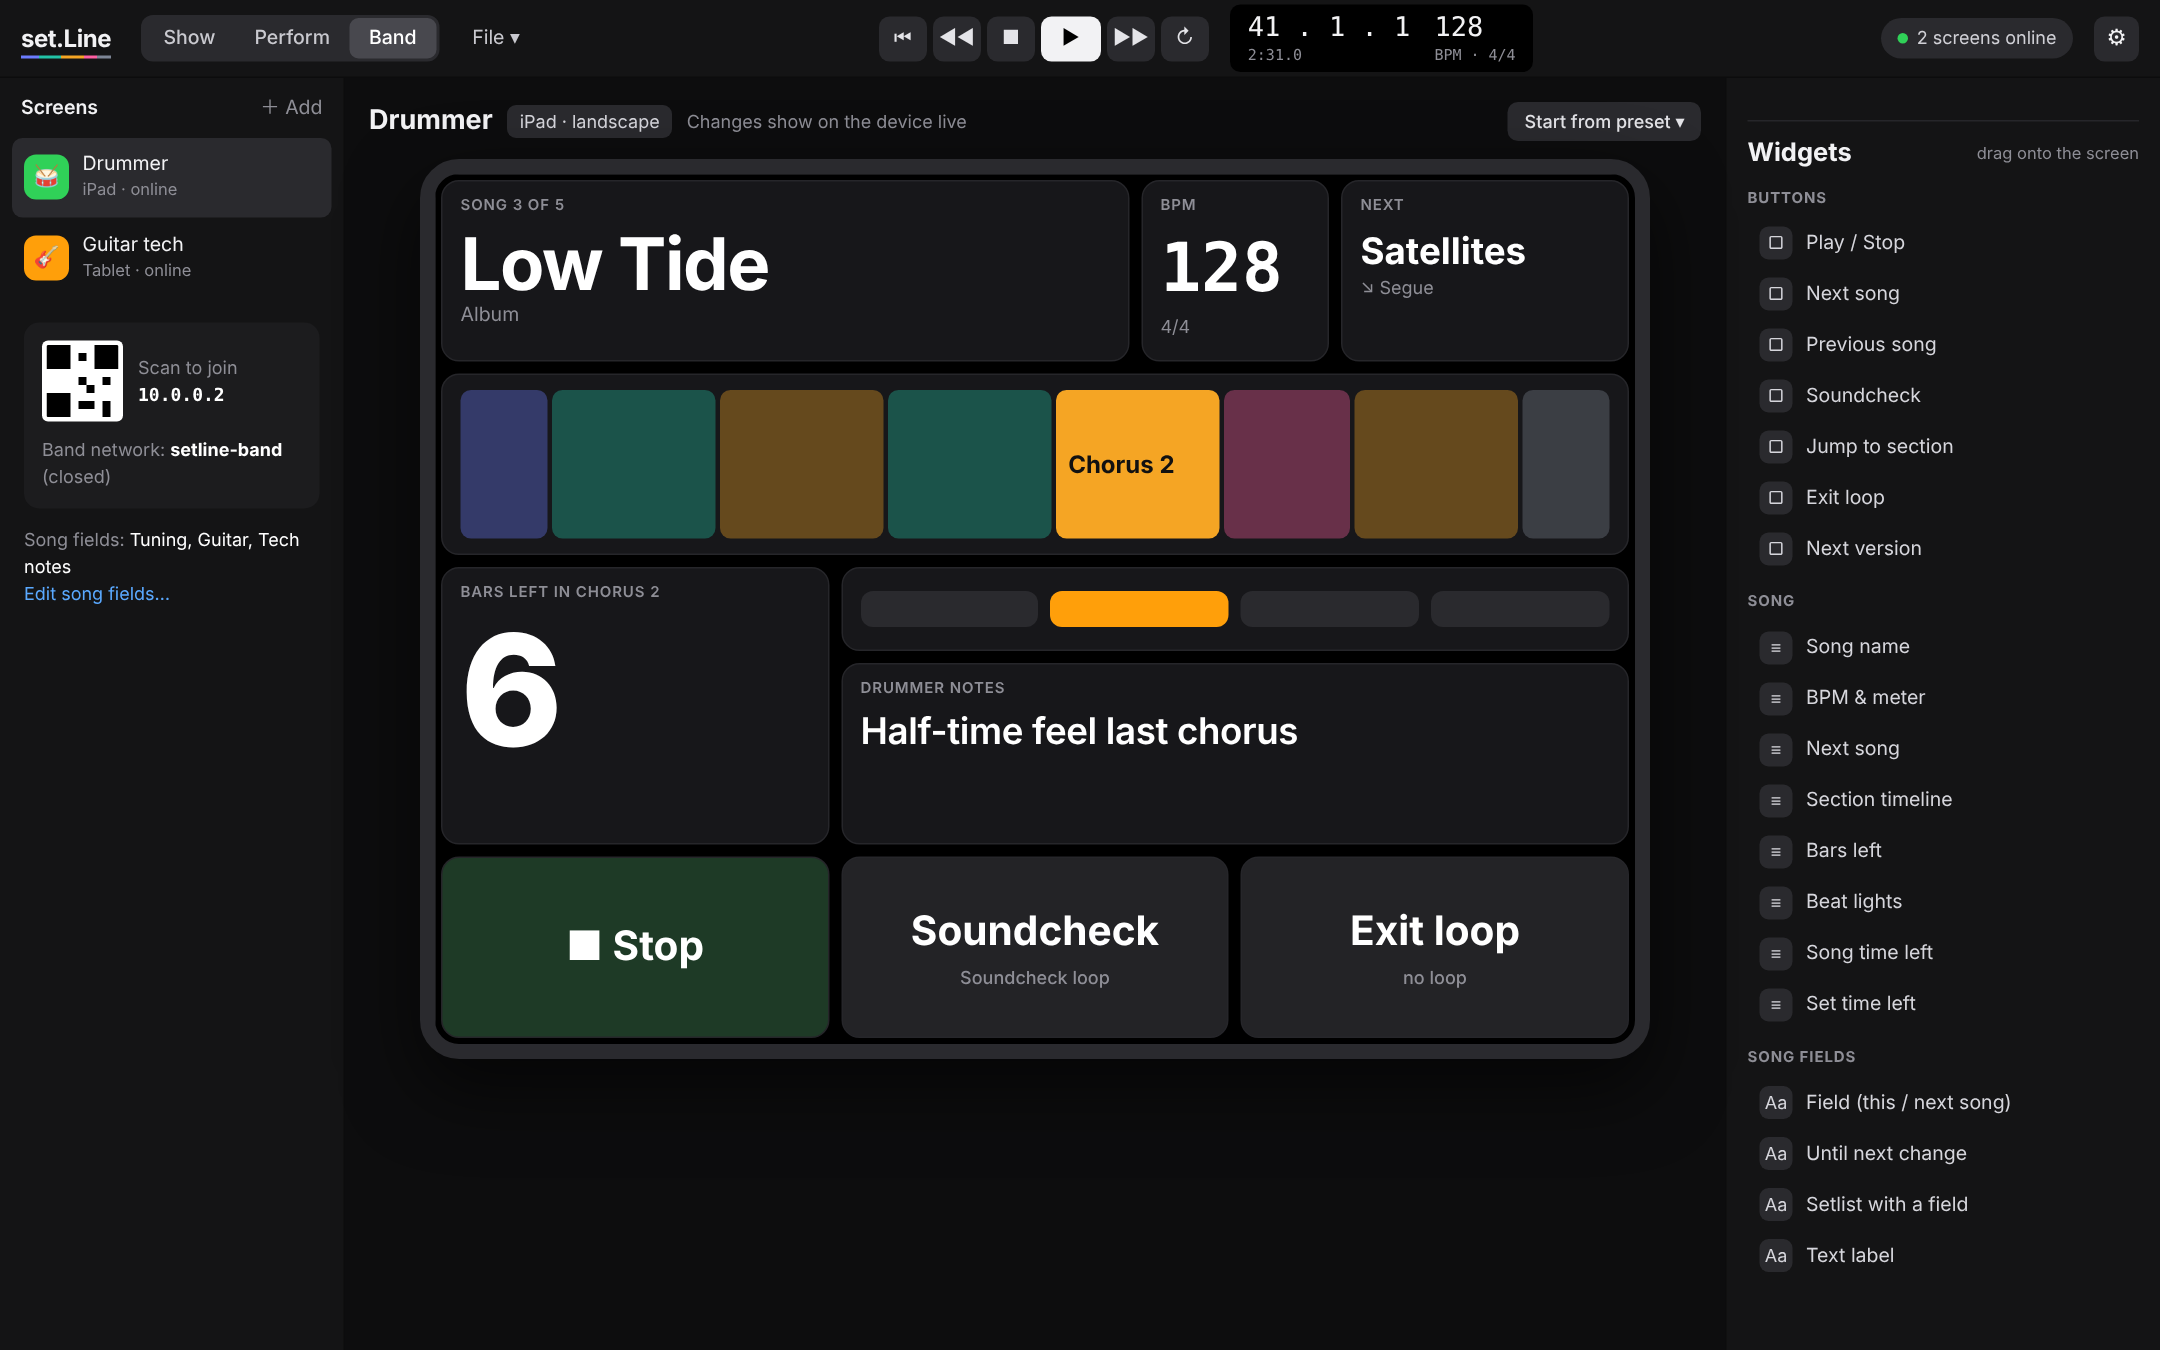 set.Line
Show
Perform
Band
File ▾
41 . 1 . 1
128
2:31.0
BPM · 4/4
2 screens online
Screens
+ Add
Drummer
iPad · online
Guitar tech
Tablet · online
Scan to join
10.0.0.2
Band network: setline-band
(closed)
Song fields: Tuning, Guitar, Tech
notes
Edit song fields...
Drummer
iPad · landscape
Changes show on the device live
Start from preset ▾
SONG 3 OF 5
Low Tide
Album
BPM
128
4/4
NEXT
Satellites
↘ Segue
Chorus 2
BARS LEFT IN CHORUS 2
6
DRUMMER NOTES
Half-time feel last chorus
Stop
Soundcheck
Soundcheck loop
Exit loop
no loop
Widgets
drag onto the screen
BUTTONS
Play / Stop
Next song
Previous song
Soundcheck
Jump to section
Exit loop
Next version
SONG
Song name
BPM & meter
Next song
Section timeline
Bars left
Beat lights
Song time left
Set time left
SONG FIELDS
Aa Field (this / next song)
Aa Until next change
Aa Setlist with a field
Aa Text label